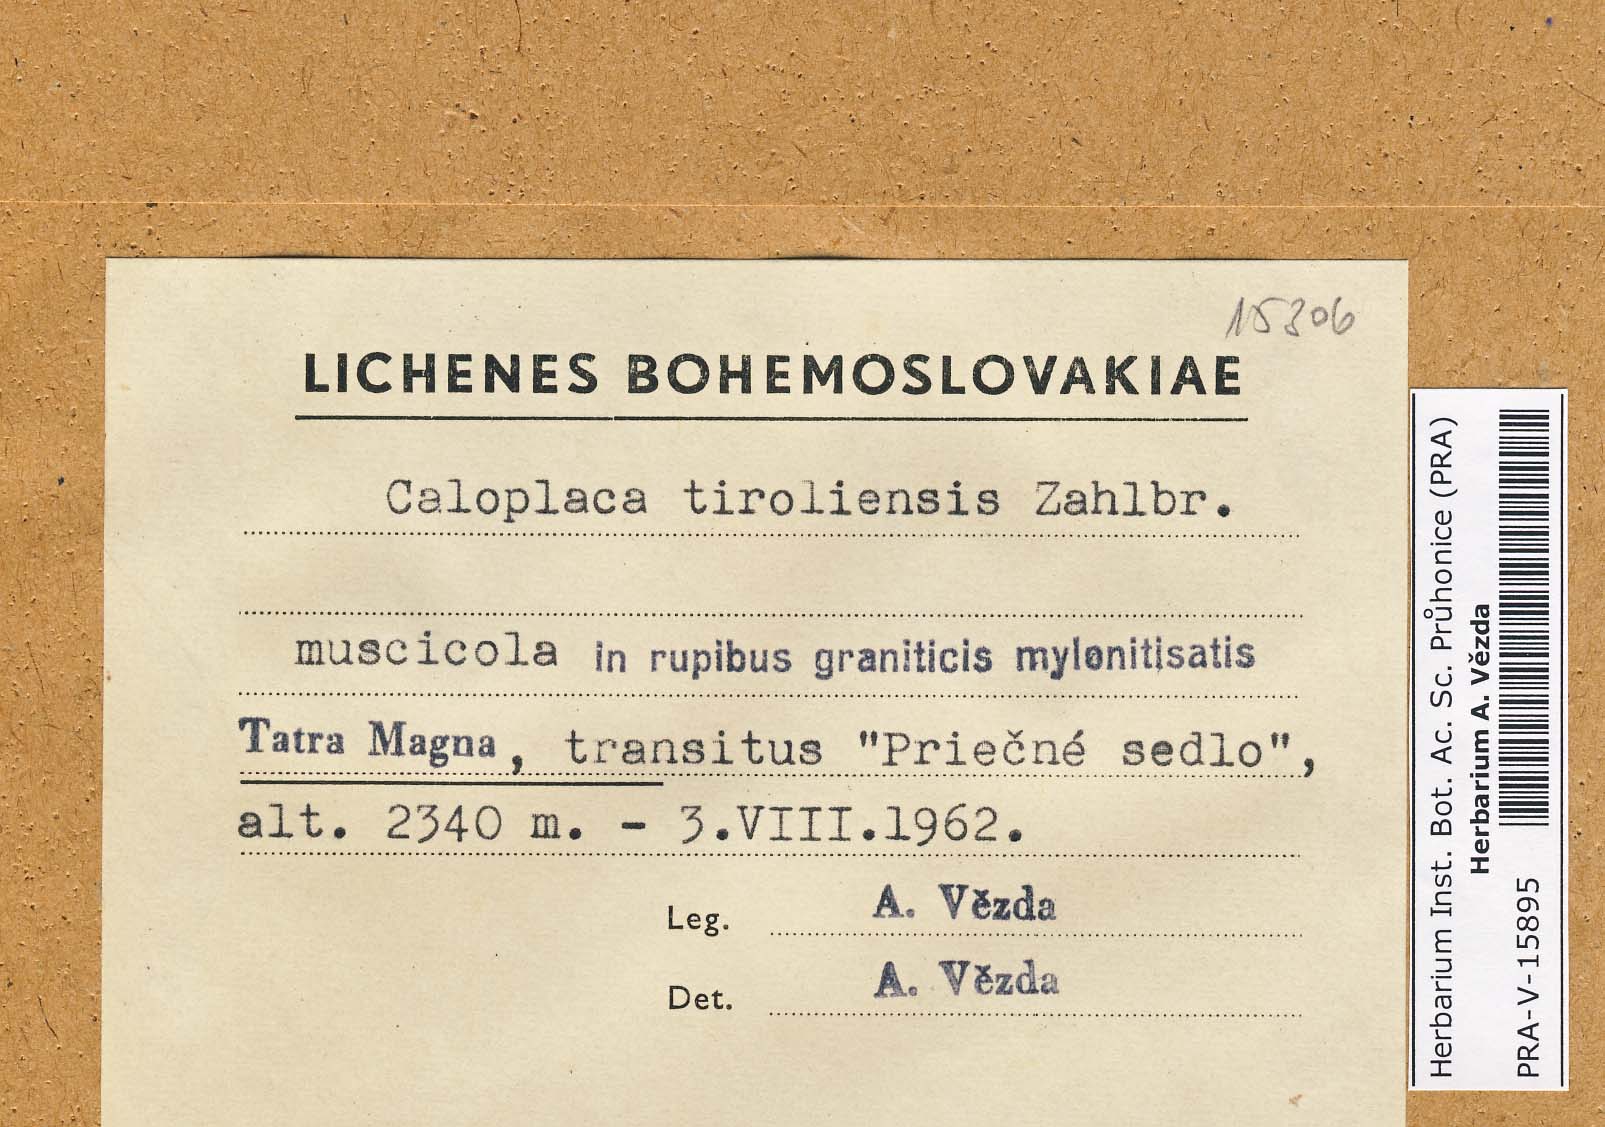 15306
LICHENES BOHEMOSLOVAKIAE
Caloplaca tiroliensis Zahlbr.
muscicola in rupibus graniticis mylonitisatis
Tatra Magna, transitus "Priečné sedlo",
alt. 2340 m. - 3.VIII.1962.
Leg. A. Vězda
Det. A. Vězda
Herbarium Inst. Bot. Ac. Sc. Průhonice (PRA)
Herbarium A. Vězda
PRA-V-15895